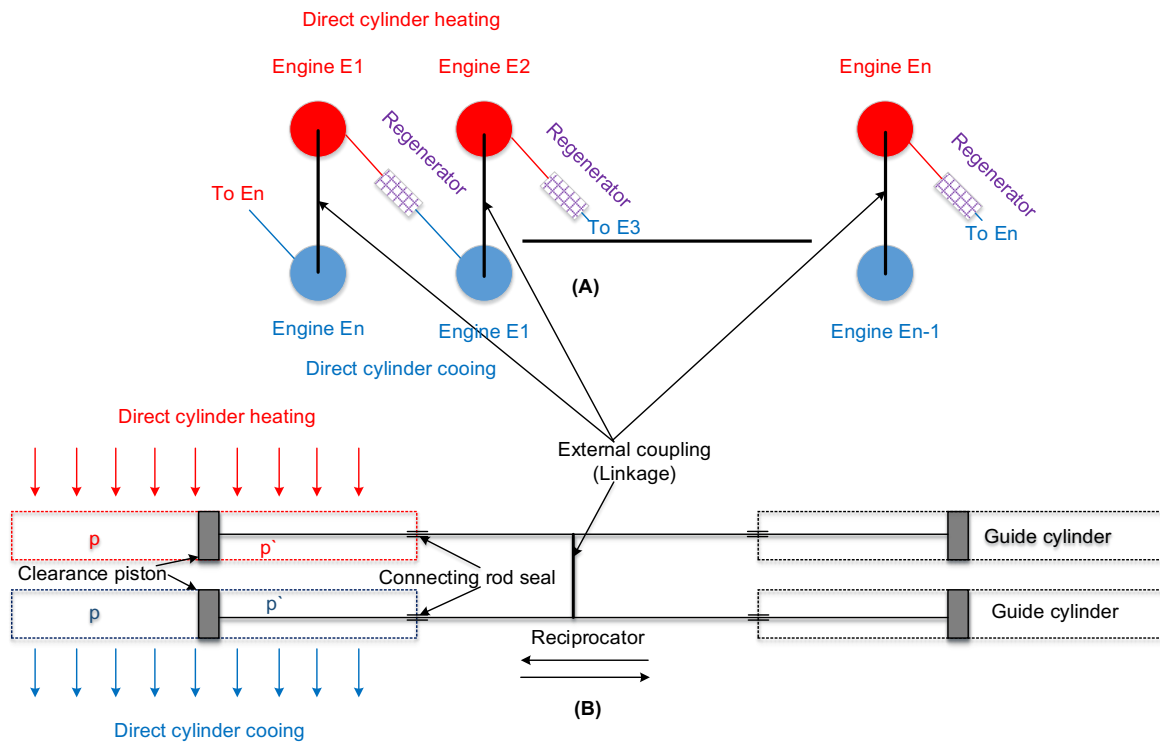 Direct cylinder heating
Engine E1
Engine E2
Engine En
Regenerator
Regenerator
Regenerator
To En
To E3
To En
(A)
Engine En
Engine E1
Engine En-1
Direct cylinder cooing
Direct cylinder heating
External coupling
(Linkage)
p
p`
Guide cylinder
Clearance piston
Connecting rod seal
p
p`
Guide cylinder
Reciprocator
(B)
Direct cylinder cooing